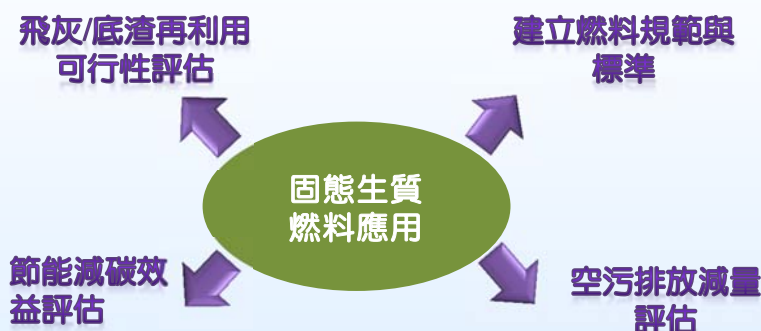 飛灰/底渣再利用
可行性評估
建立燃料規範與
標準
固態生質
燃料應用
節能減碳效
益評估
空污排放減量
評估